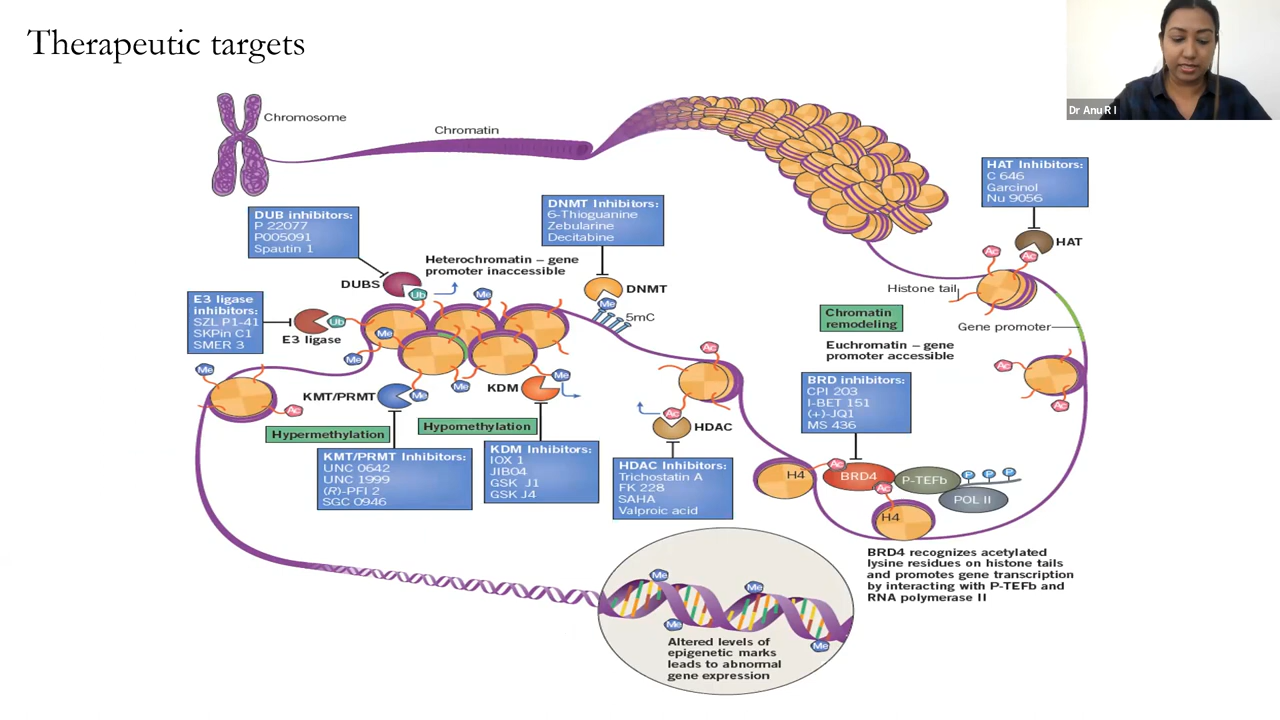 Therapeutic targets
Dr Anu R I
Chromosome
Chromatin
HAT Inhibitors:
C 646
Garcinol
Nu 9056
HAT
DUB inhibitors:
P 22077
P005091
Spautin 1
DUBS
Ub
DNMT Inhibitors:
6-Thioguanine
Zebularine
Decitabine
DNMT
Me
5mC
Heterochromatin – gene
promoter inaccessible
Me
E3 ligase
inhibitors:
SZL P1-41
SKPin C1
SMER 3
Ub
E3 ligase
Me
Me
Me
Ac
Ac
Ac
Histone tail
Gene promoter
Chromatin
remodeling
Euchromatin – gene
promoter accessible
Ac
Ac
Ac
KMT/PRMT
Me
Me
KDM
Me
Hypermethylation
Hypomethylation
KMT/PRMT Inhibitors:
UNC 0642
UNC 1999
(R)-PFI 2
SGC 0946
KDM Inhibitors:
IOX 1
JIB04
GSK J1
GSK J4
Ac
HDAC
HDAC Inhibitors:
Trichostatin A
FK 228
SAHA
Valproic acid
BRD inhibitors:
CPI 203
I-BET 151
(+)-JQ1
MS 436
H4
Ac
BRD4
Ac
P-TEFb
P P P
POL II
H4
BRD4 recognizes acetylated
lysine residues on histone tails
and promotes gene transcription
by interacting with P-TEFb and
RNA polymerase II
Me
Me
Me
Me
Altered levels of
epigenetic marks
leads to abnormal
gene expression